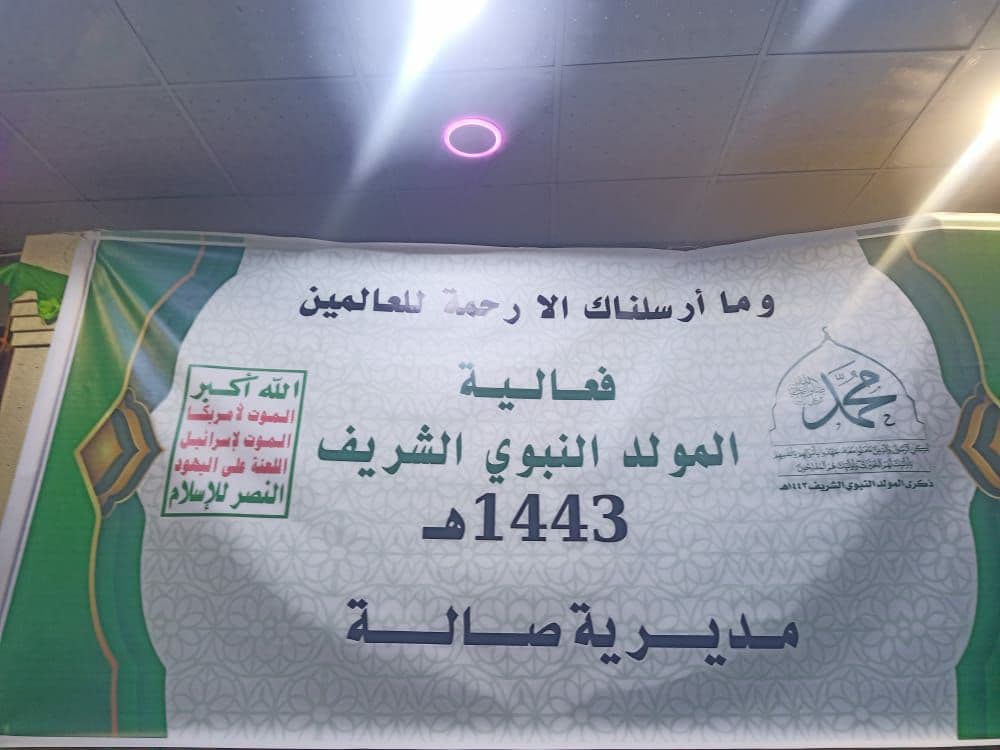 وما أرسلناك الا رحمة للعالمين
فعالية
المولد النبوي الشريف
1443هـ
مديرية صالة
الله أكبر
الموت لأمريكا
الموت لإسرائيل
اللعنة على اليهود
النصر للإسلام
محمد
ذكرى المولد النبوي الشريف ١٤٤٣هـ